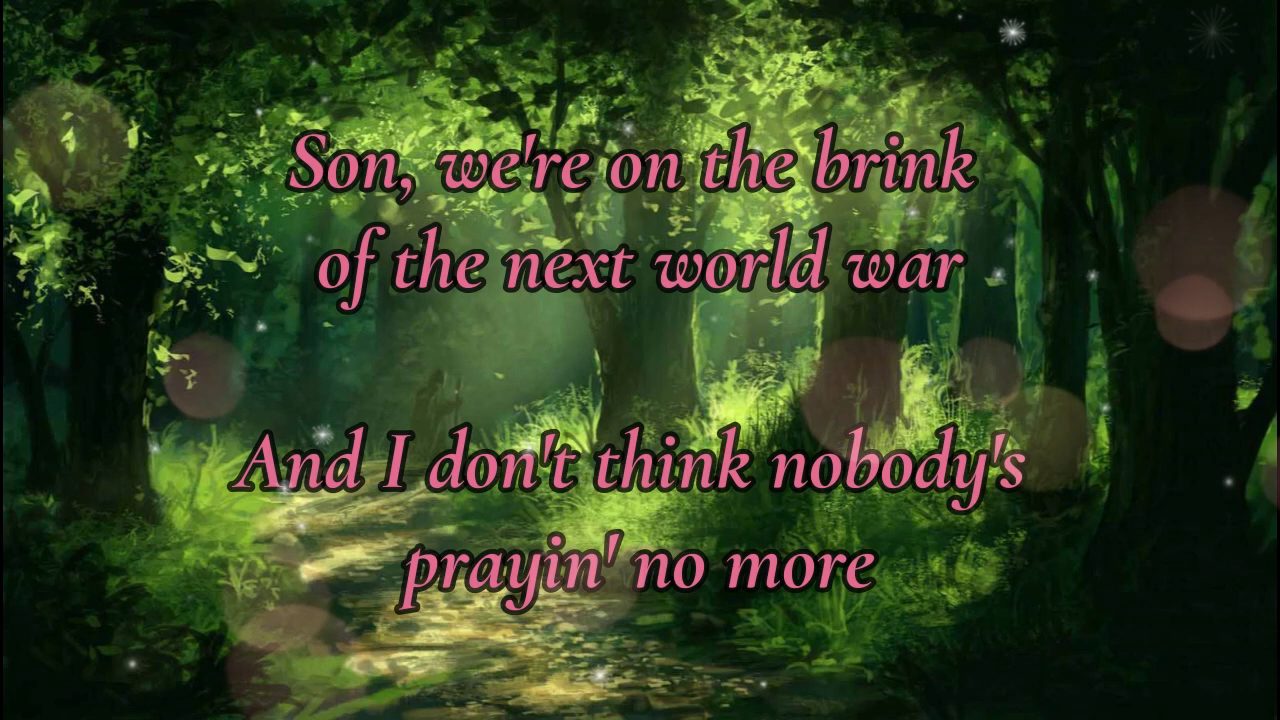 Son, we're on the brink
of the next world war
And I don't think nobody's
prayin' no more